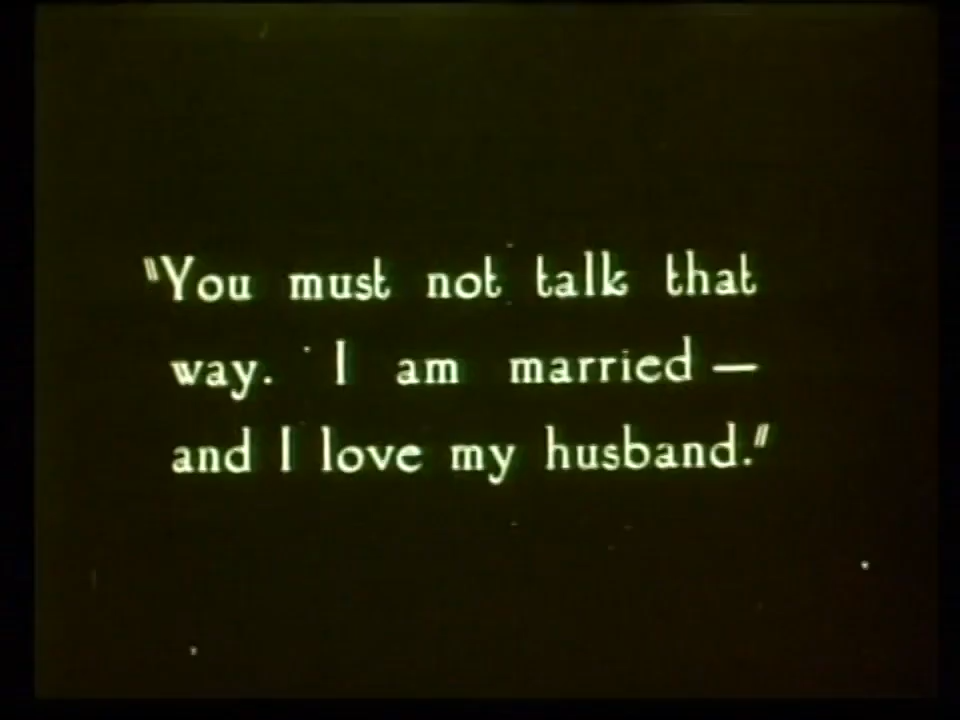 "You must not talk that
way. I am married —
and I love my husband."